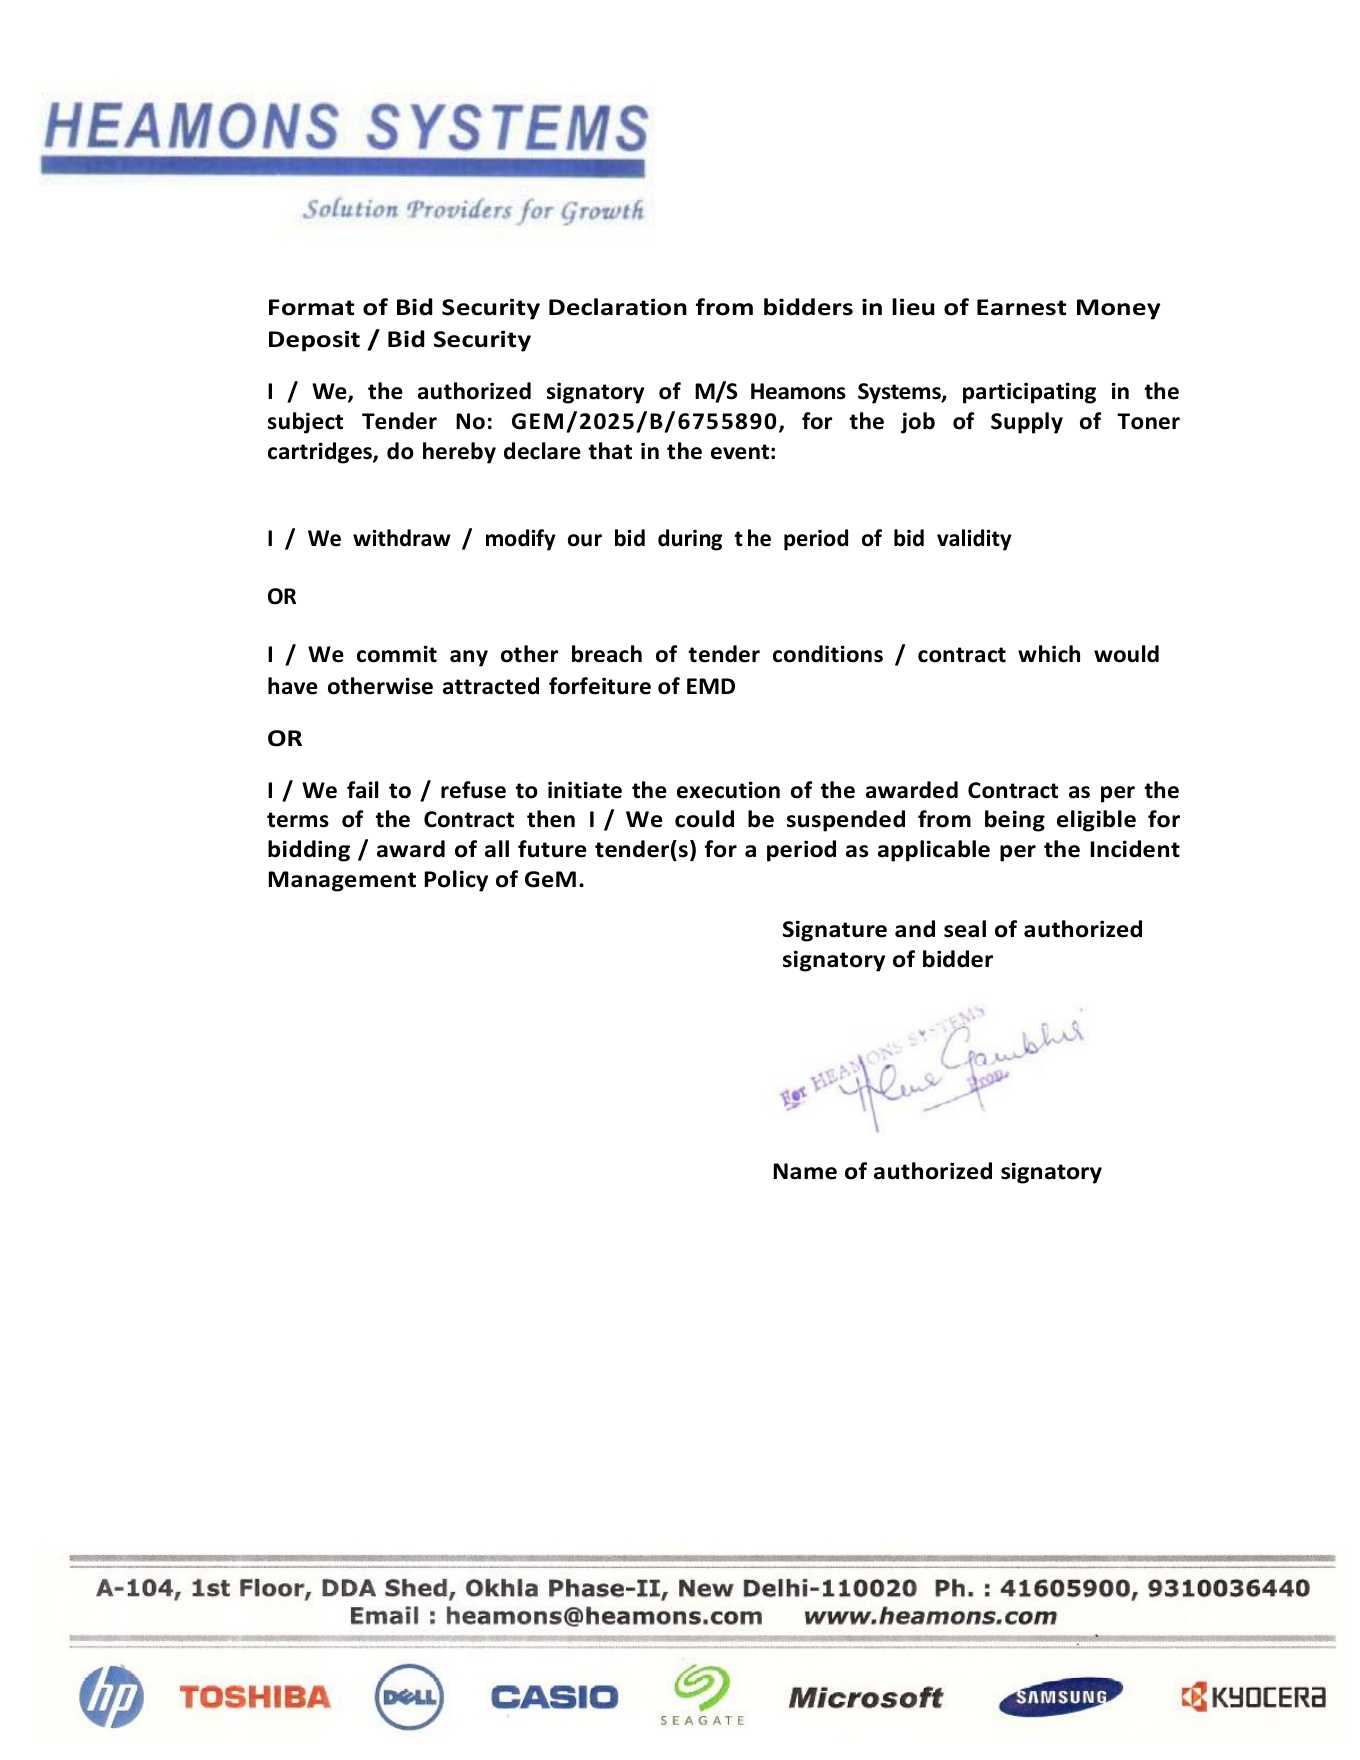 HEAMONS SYSTEMS
Solution Providers for Growth
Format of Bid Security Declaration from bidders in lieu of Earnest Money
Deposit / Bid Security
I / We, the authorized signatory of M/S Heamons Systems, participating in the
subject Tender No: GEM/2025/B/6755890, for the job of Supply of Toner
cartridges, do hereby declare that in the event:
I / We withdraw / modify our bid during the period of bid validity
OR
I / We commit any other breach of tender conditions / contract which would
have otherwise attracted forfeiture of EMD
OR
I / We fail to / refuse to initiate the execution of the awarded Contract as per the
terms of the Contract then I / We could be suspended from being eligible for
bidding / award of all future tender(s) for a period as applicable per the Incident
Management Policy of GeM.
Signature and seal of authorized
signatory of bidder
For HEAMONS SYSTEMS
Gambhir
Prop.
Name of authorized signatory
A-104, 1st Floor, DDA Shed, Okhla Phase-II, New Delhi-110020 Ph. : 41605900, 9310036440
Email : heamons@heamons.com www.heamons.com
hp TOSHIBA DELL CASIO SEAGATE Microsoft SAMSUNG KYOCERA